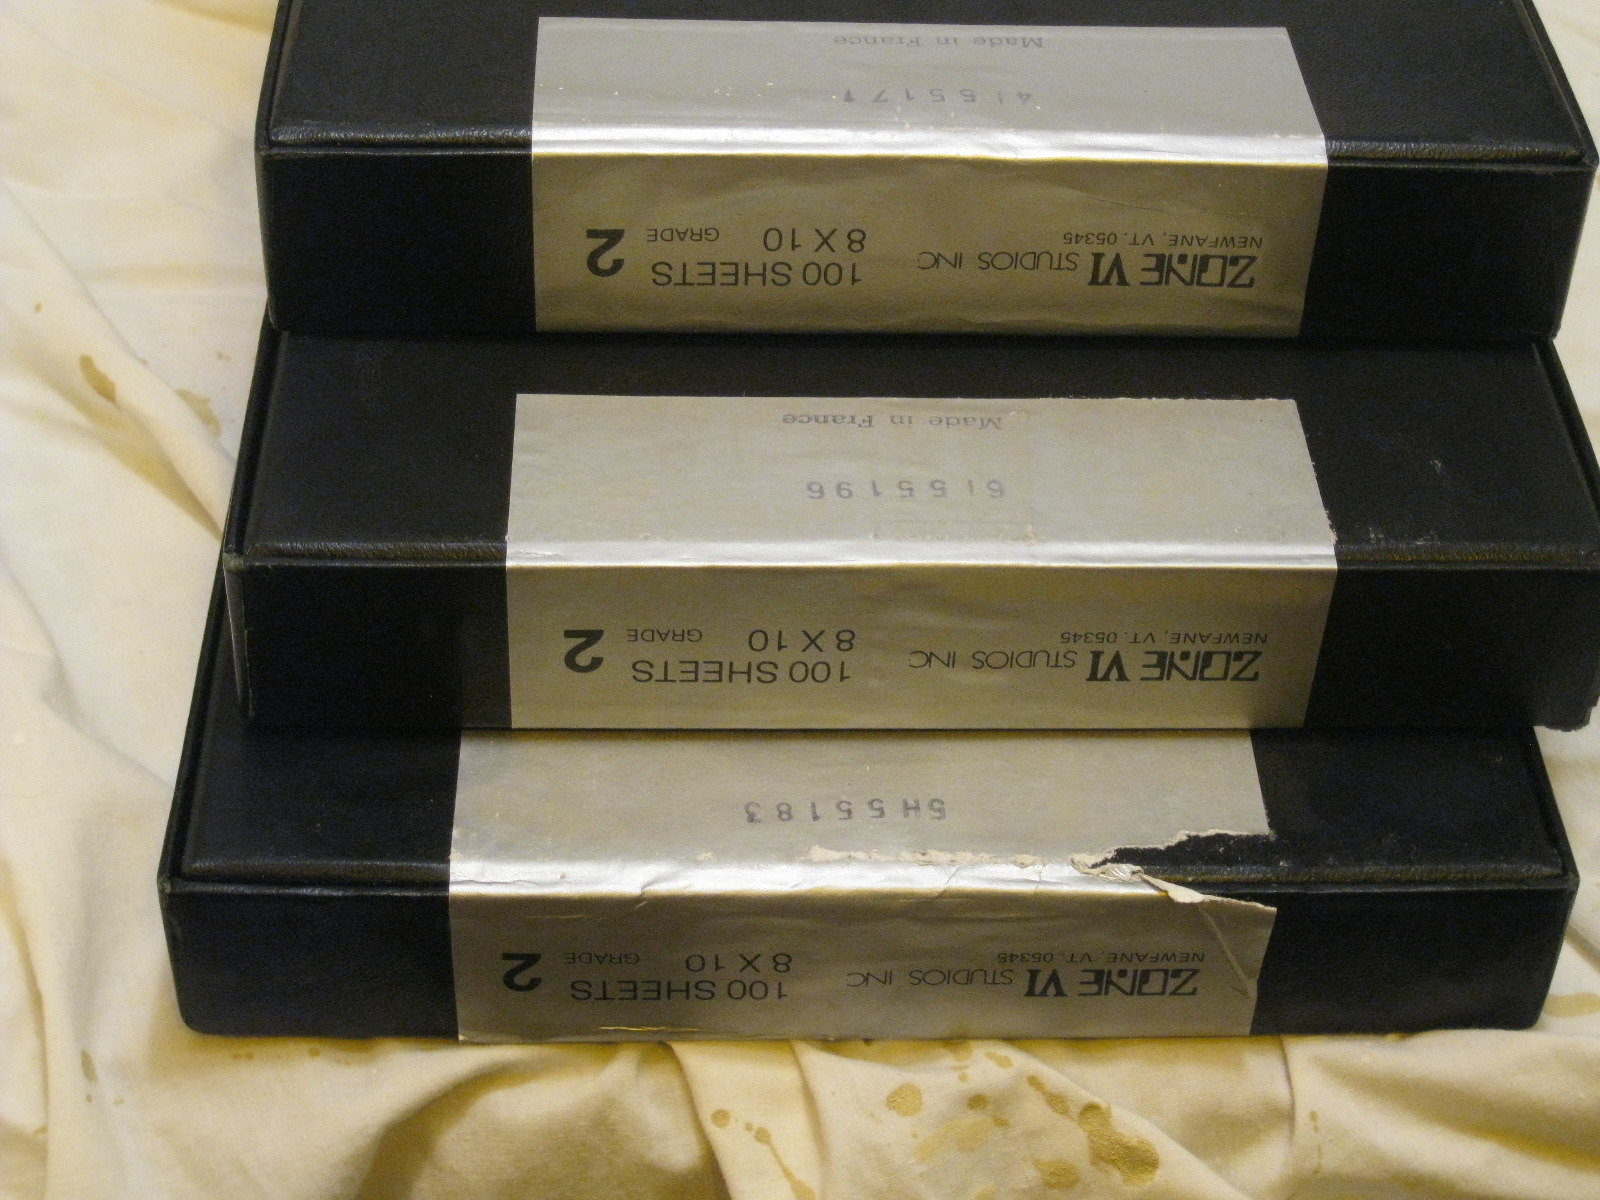 ZONE VI STUDIOS INC
NEWFANE, VT. 05345
100 SHEETS
8 X 10 GRADE 2
5H55183
ZONE VI STUDIOS INC
NEWFANE, VT. 05345
100 SHEETS
8 X 10 GRADE 2
6I55196
Made in France
ZONE VI STUDIOS INC
NEWFANE, VT. 05345
100 SHEETS
8 X 10 GRADE 2
4I55171
Made in France